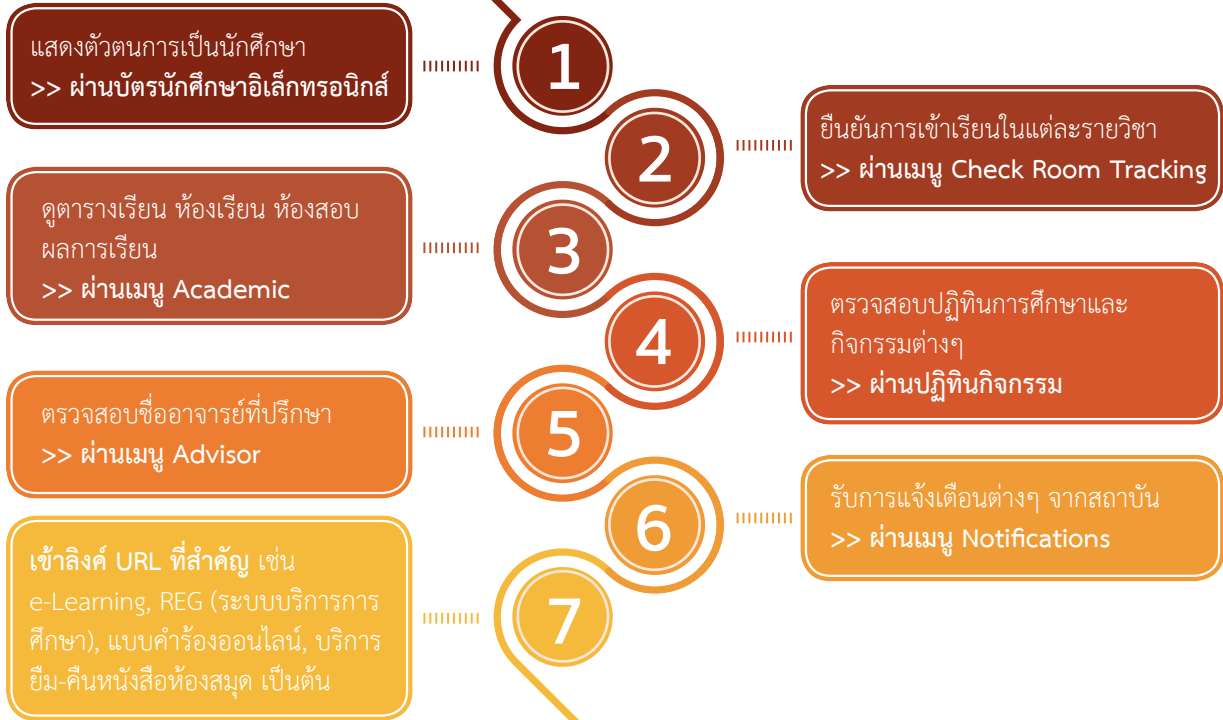 แสดงตัวตนการเป็นนักศึกษา
>> ผ่านบัตรนักศึกษาอิเล็กทรอนิกส์
1
2
ยืนยันการเข้าเรียนในแต่ละรายวิชา
>> ผ่านเมนู Check Room Tracking
ดูตารางเรียน ห้องเรียน ห้องสอบ
ผลการเรียน
>> ผ่านเมนู Academic
3
4
ตรวจสอบปฏิทินการศึกษาและ
กิจกรรมต่างๆ
>> ผ่านปฏิทินกิจกรรม
ตรวจสอบชื่ออาจารย์ที่ปรึกษา
>> ผ่านเมนู Advisor
5
6
รับการแจ้งเตือนต่างๆ จากสถาบัน
>> ผ่านเมนู Notifications
เข้าลิงค์ URL ที่สำคัญ เช่น
e-Learning, REG (ระบบบริการการ
ศึกษา), แบบคำร้องออนไลน์, บริการ
ยืม-คืนหนังสือห้องสมุด เป็นต้น
7